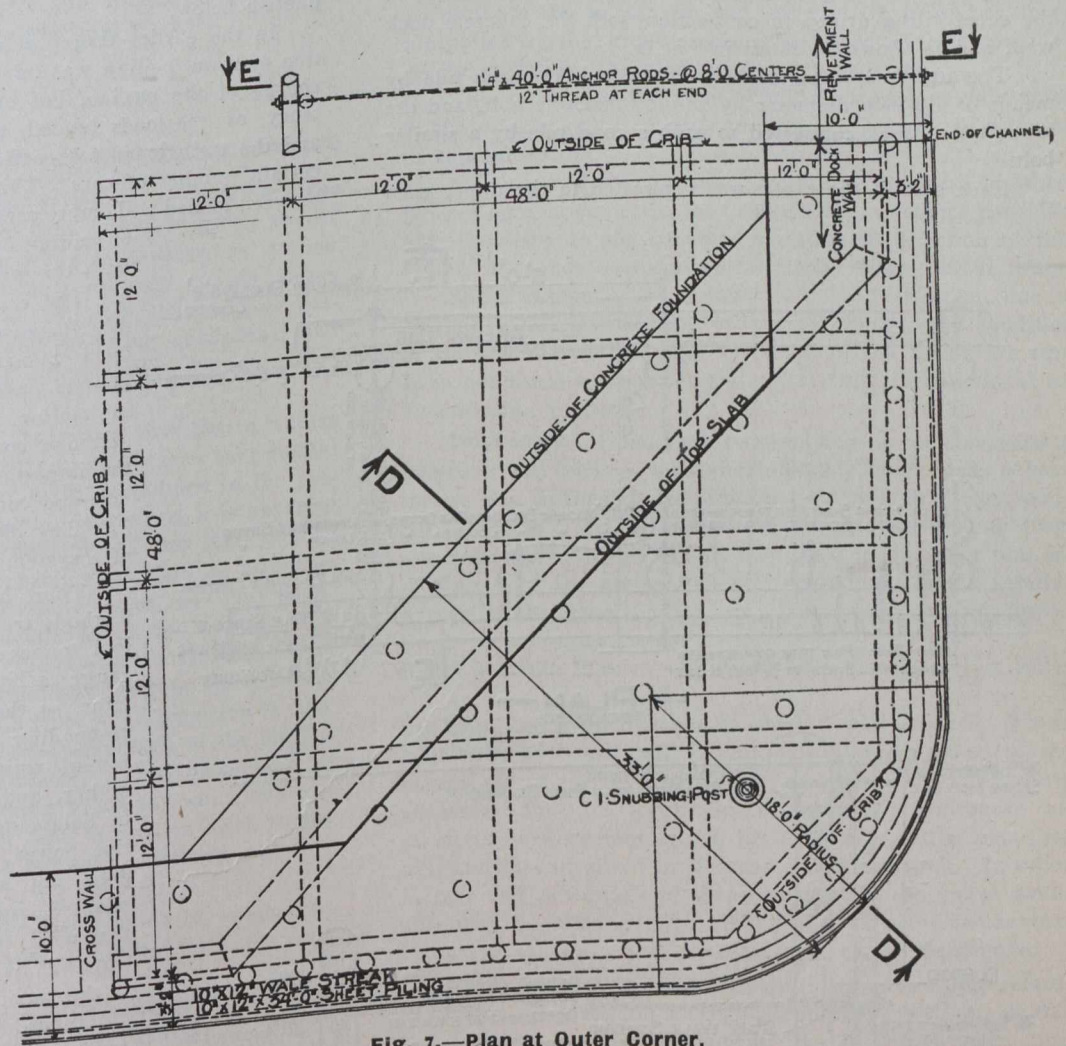 E
E
REVETMENT
WALL
1¼" × 40'0" ANCHOR RODS @ 8'0 CENTERS
12" THREAD AT EACH END
10'-0"
OUTSIDE OF CRIB
END OF CHANNEL
12'0"
12'0"
12'0"
12'0"
3'2"
48'0"
CONCRETE DOCK
WALL
12'0"
OUTSIDE OF CONCRETE FOUNDATION
OUTSIDE OF TOP SLAB
D
OUTSIDE OF CRIB
12'0"
48'0"
12'0"
33'0"
C I SNUBBING POST
18'0" RADIUS
OUTSIDE OF CRIB
12'0"
10'0"
CROSS WALL
D
10"X12" WALE STREAK
10"X12"X34'0" SHEET PILING
Fig. 7.—Plan at Outer Corner.